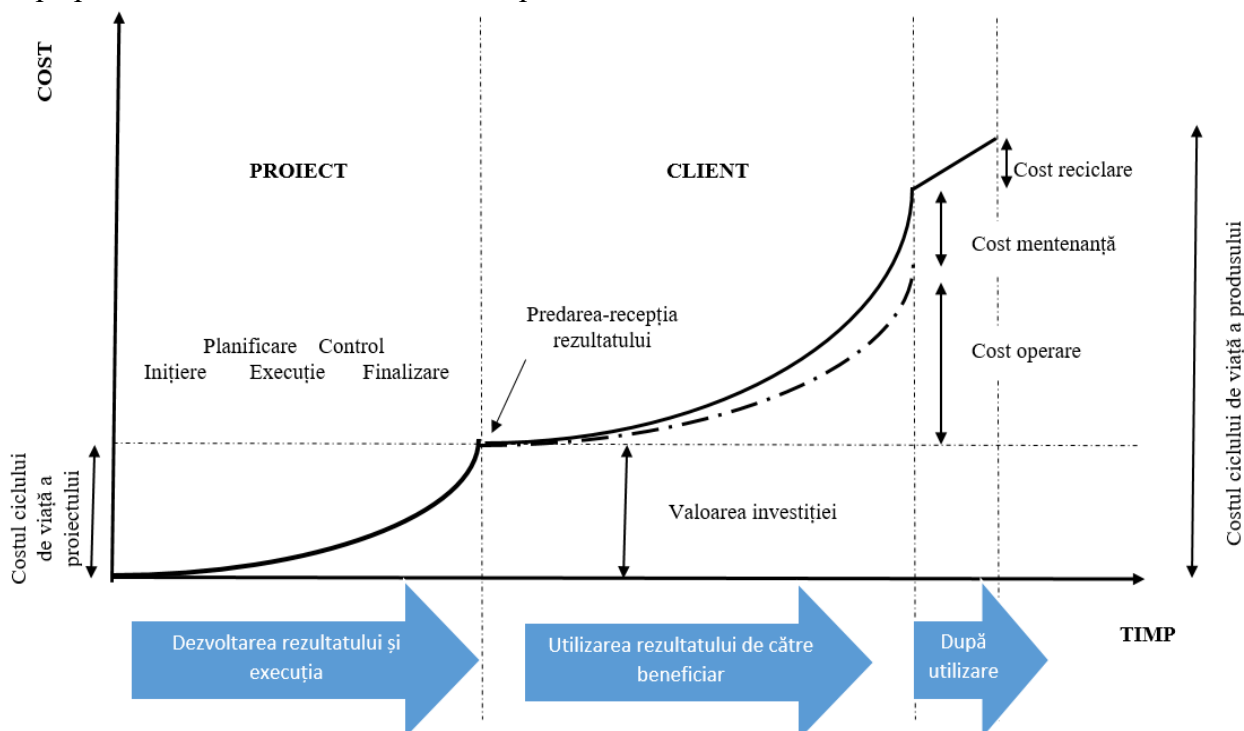 COST
PROIECT
CLIENT
Cost reciclare
Cost mentenanță
Predarea-recepția
rezultatului
Planificare Control
Inițiere Execuție Finalizare
Cost operare
Costul ciclului
de viață a
proiectului
Valoarea investiției
Costul ciclului de viață a produsului
TIMP
Dezvoltarea rezultatului și
execuția
Utilizarea rezultatului de către
beneficiar
După
utilizare